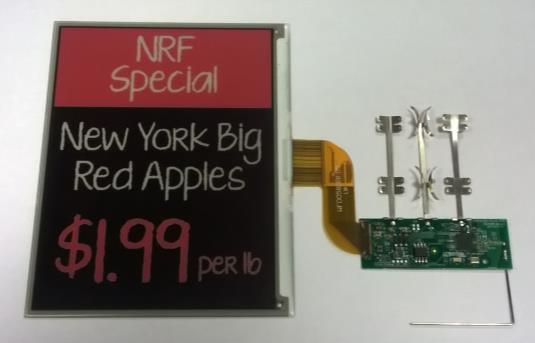 NRF
Special
New York Big
Red Apples
$1.99 per lb